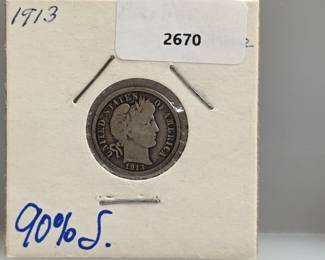 1913
2670
UNITED STATES OF AMERICA
1913
90% S.